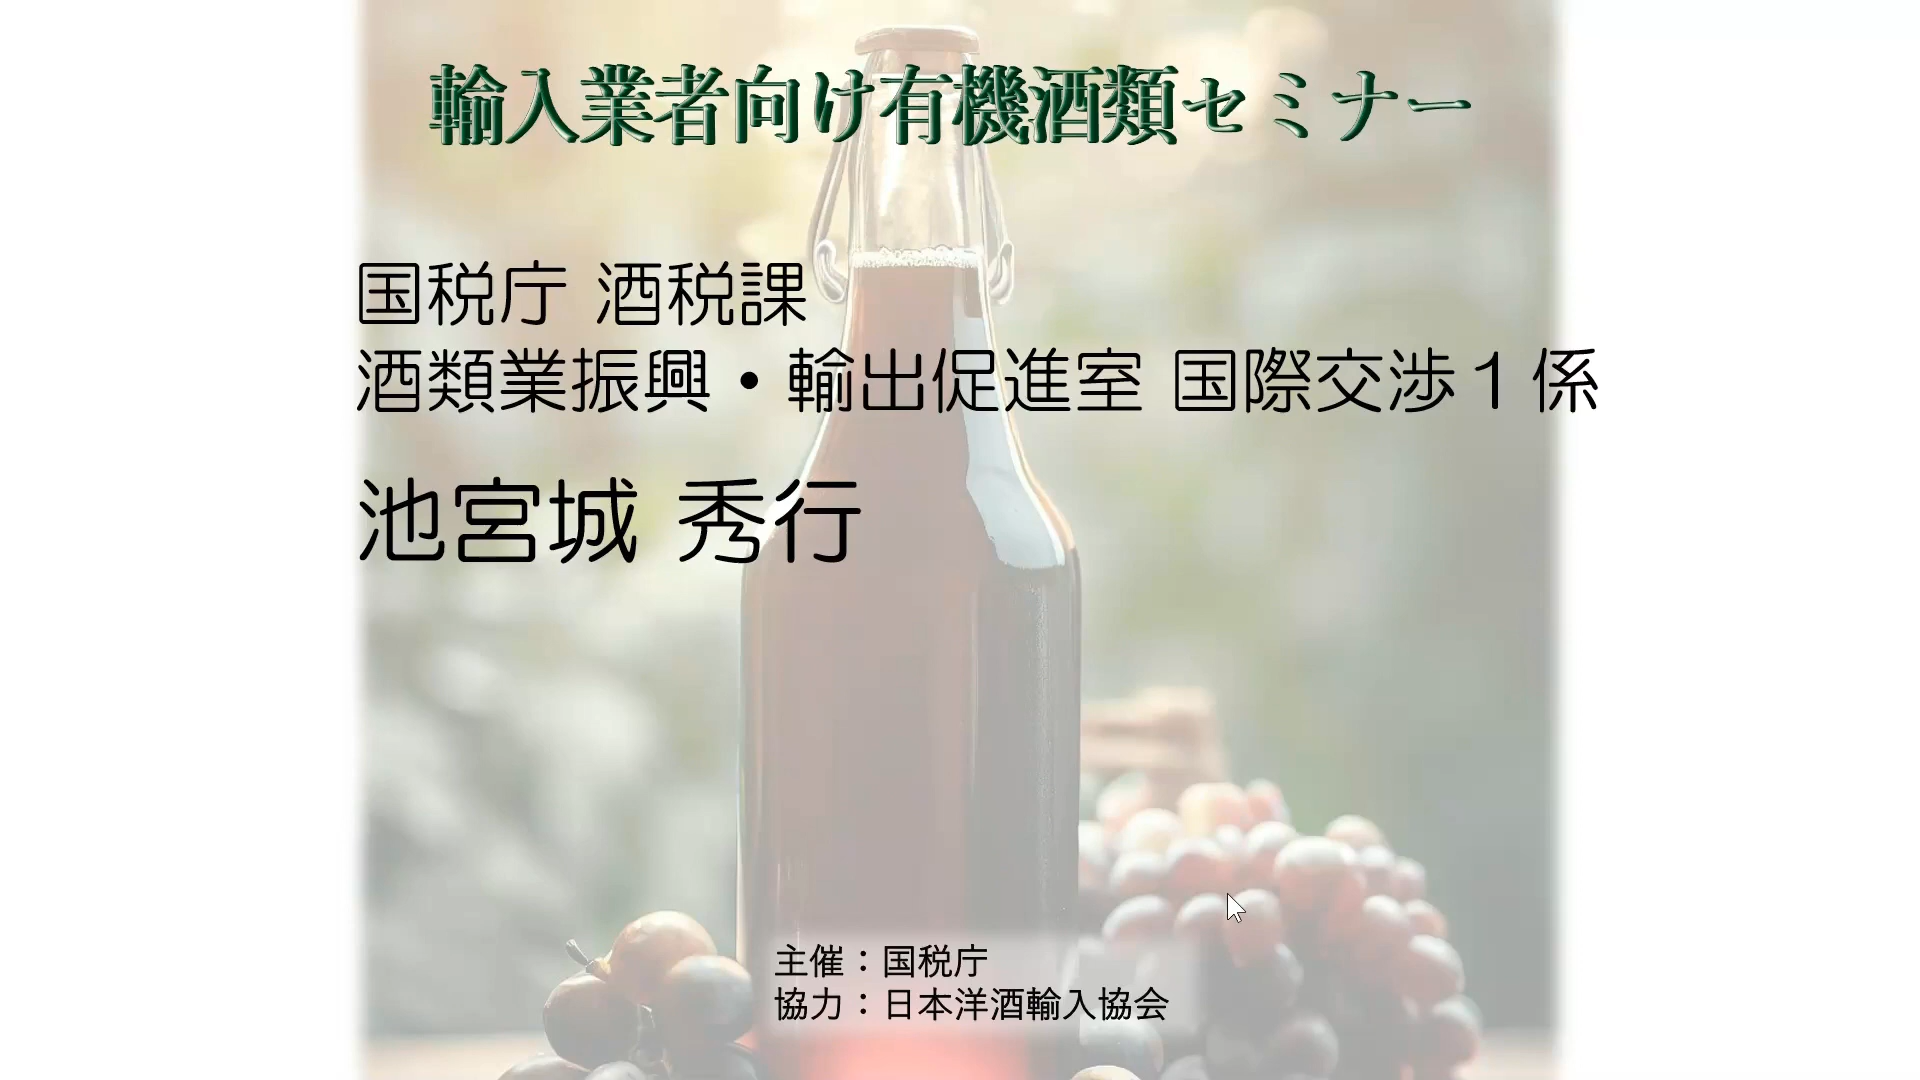 輸入業者向け有機酒類セミナー
国税庁 酒税課
酒類業振興・輸出促進室 国際交渉１係
池宮城 秀行
主催：国税庁
協力：日本洋酒輸入協会